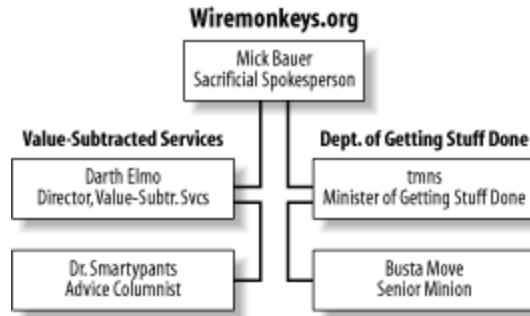 Wiremonkeys.org
Mick Bauer
Sacrificial Spokesperson
Value-Subtracted Services
Darth Elmo
Director, Value-Subtr. Svcs
Dr. Smartypants
Advice Columnist
Dept. of Getting Stuff Done
tmns
Minister of Getting Stuff Done
Busta Move
Senior Minion